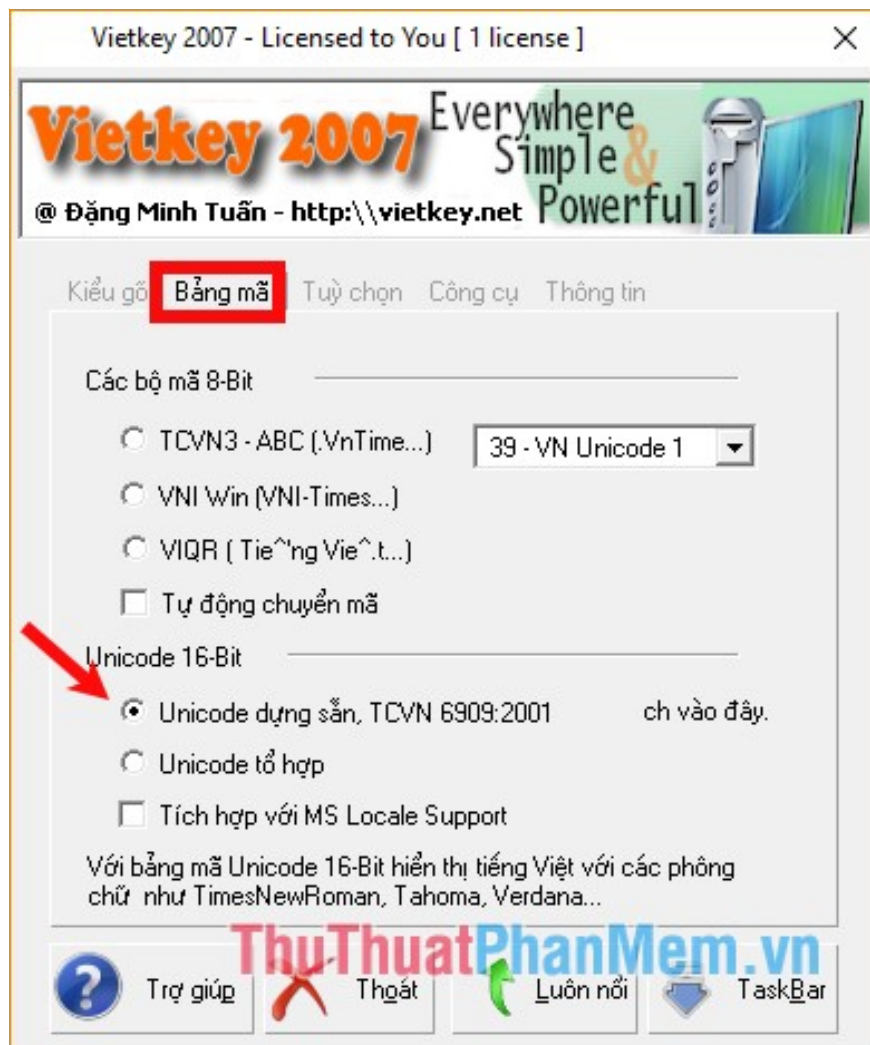 Vietkey 2007 - Licensed to You [ 1 license ]
Vietkey 2007 Everywhere
Simple &
Powerful
@ Đặng Minh Tuấn - http:\\vietkey.net
Kiểu gõ Bảng mã Tuỳ chọn Công cụ Thông tin
Các bộ mã 8-Bit
TCVN3 - ABC (.VnTime...) 39 - VN Unicode 1
VNI Win (VNI-Times...)
VIQR ( Tie^'ng Vie^.t...)
Tự động chuyển mã
Unicode 16-Bit
Unicode dựng sẵn, TCVN 6909:2001 ch vào đây.
Unicode tổ hợp
Tích hợp với MS Locale Support
Với bảng mã Unicode 16-Bit hiển thị tiếng Việt với các phông
chữ như TimesNewRoman, Tahoma, Verdana...
ThuThuatPhanMem.vn
Trợ giúp Thoát Luôn nổi TaskBar